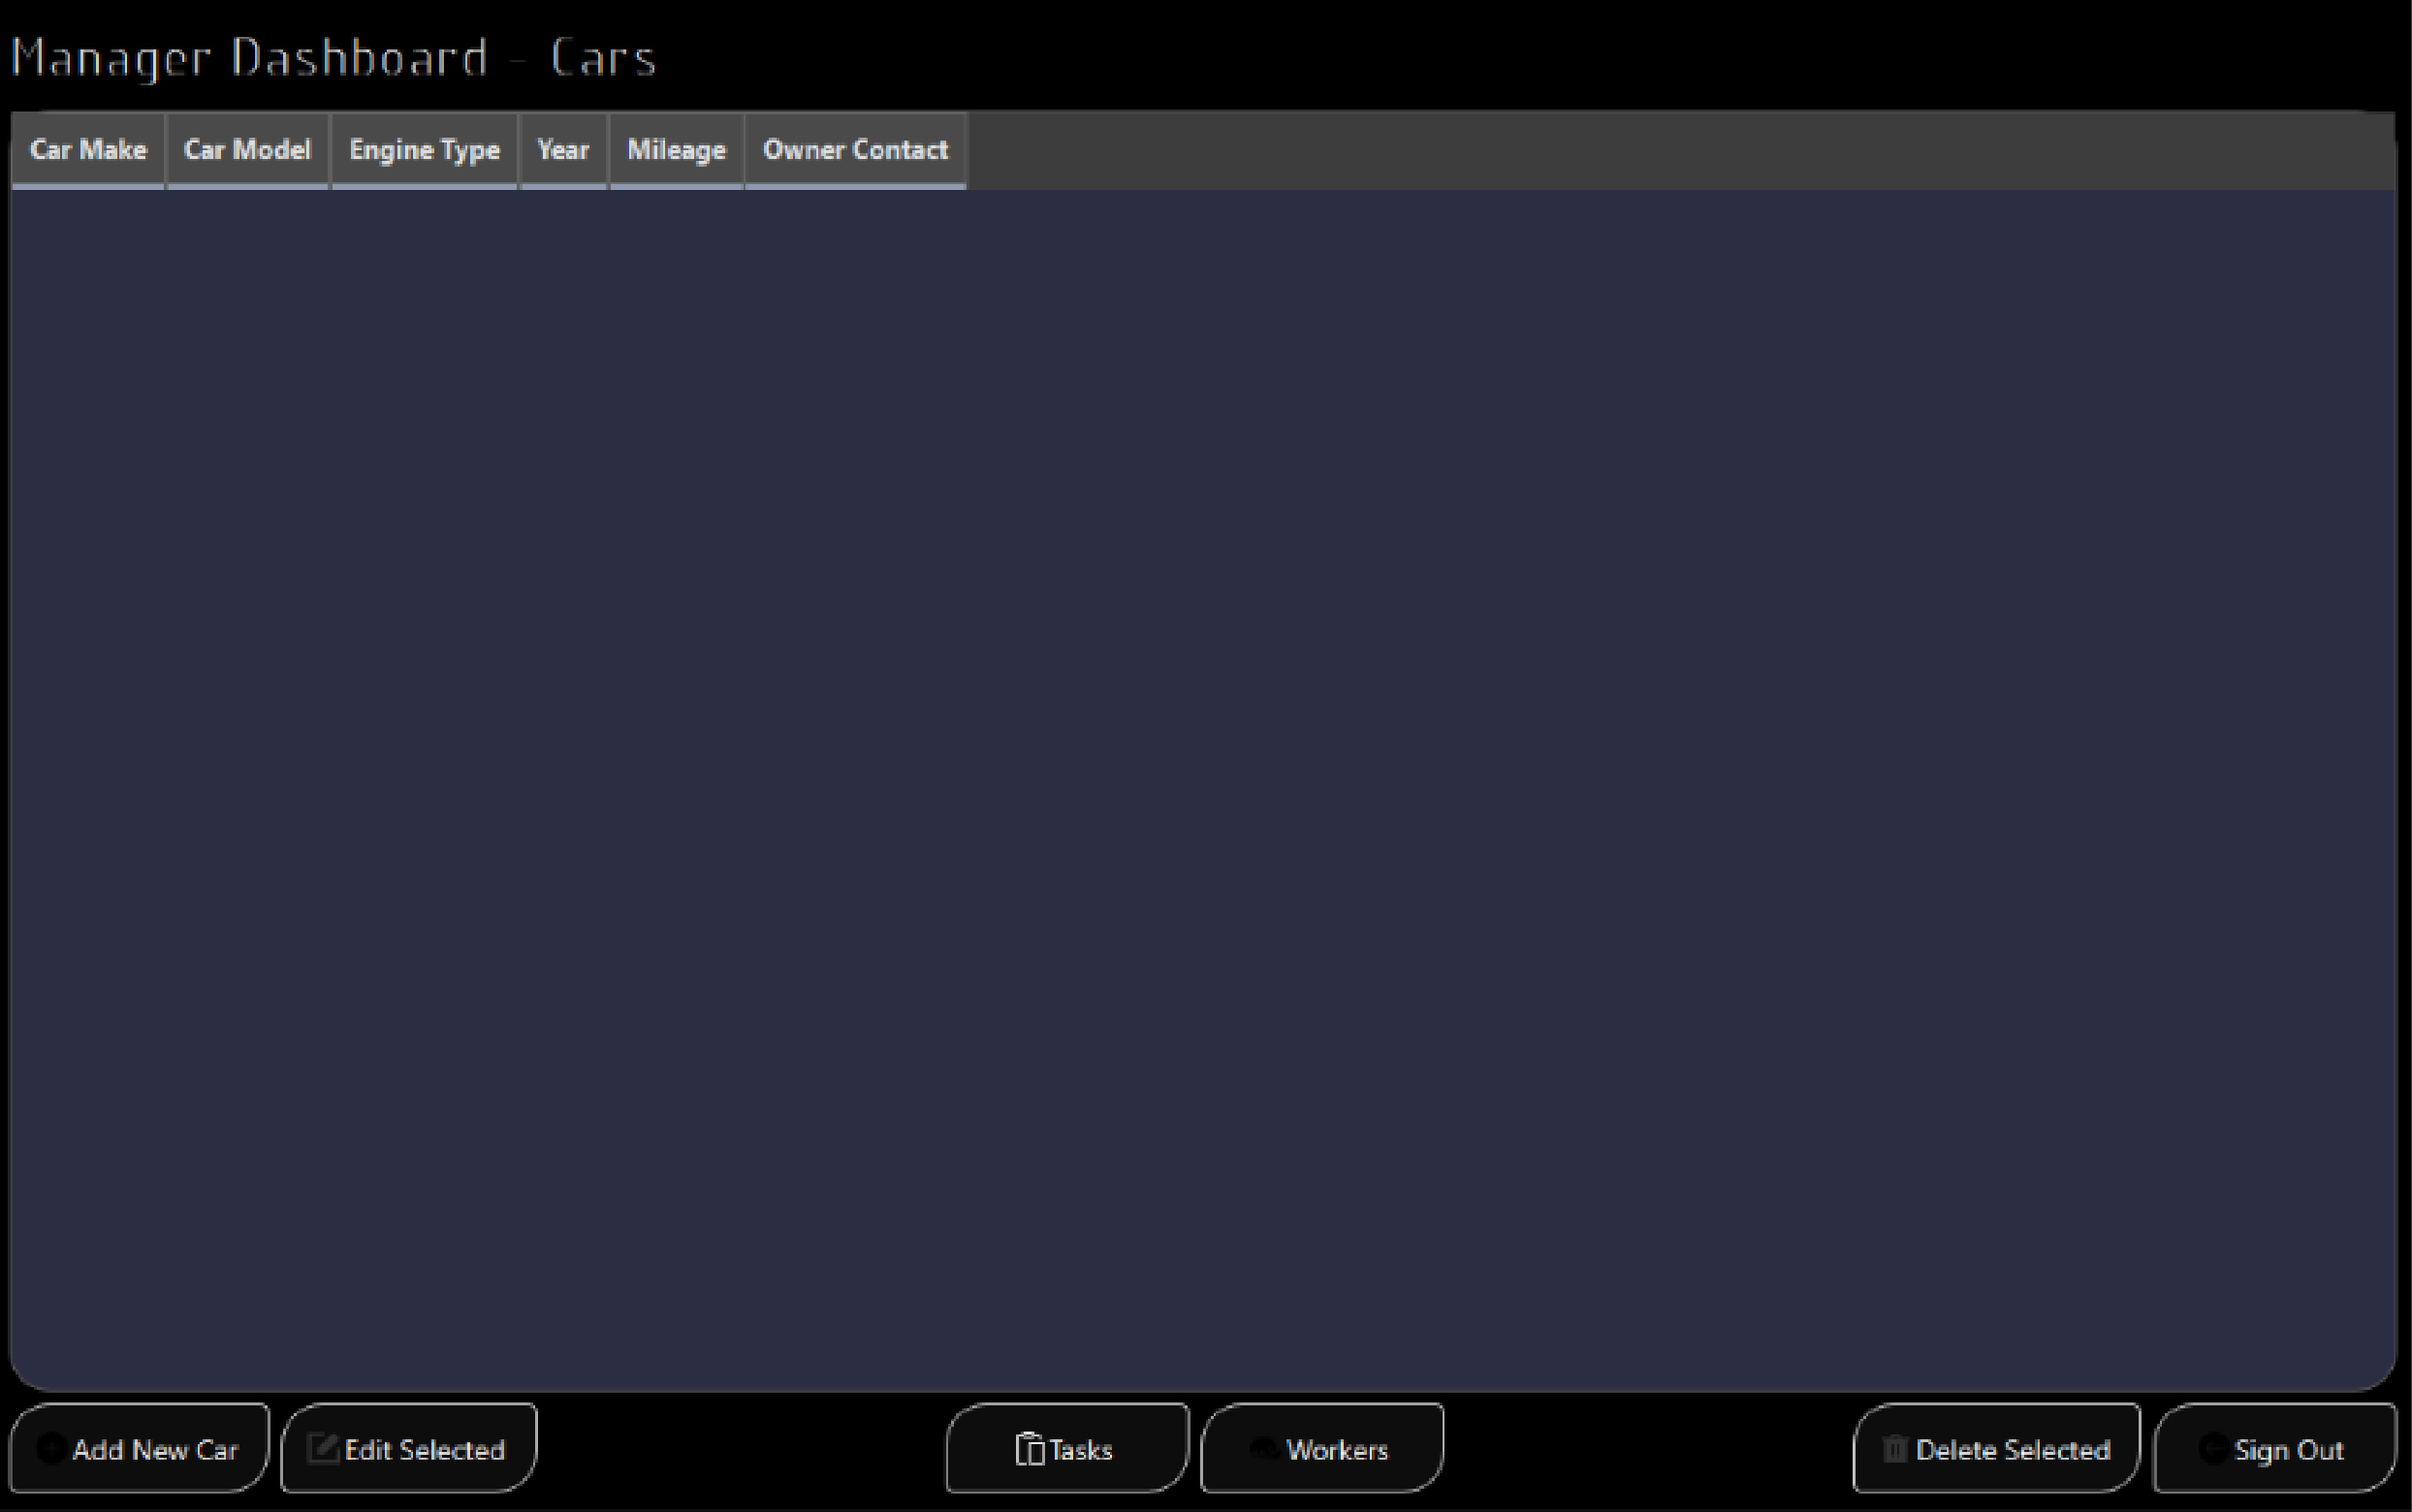 Manager Dashboard - Cars
Car Make Car Model Engine Type Year Mileage Owner Contact
Add New Car Edit Selected Tasks Workers Delete Selected Sign Out